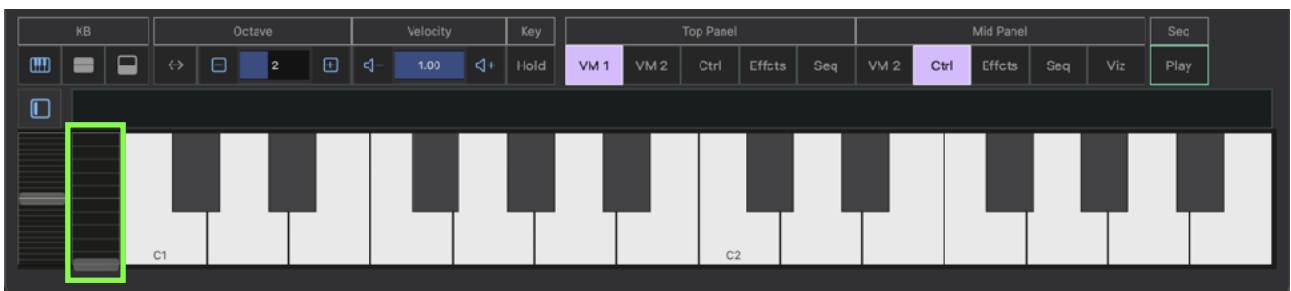 KB Octave Velocity Key Top Panel Mid Panel Sec
2 1.00 Hold VM 1 VM 2 Ctrl Effcts Seq VM 2 Ctrl Effcts Seq Viz Play
C1 C2